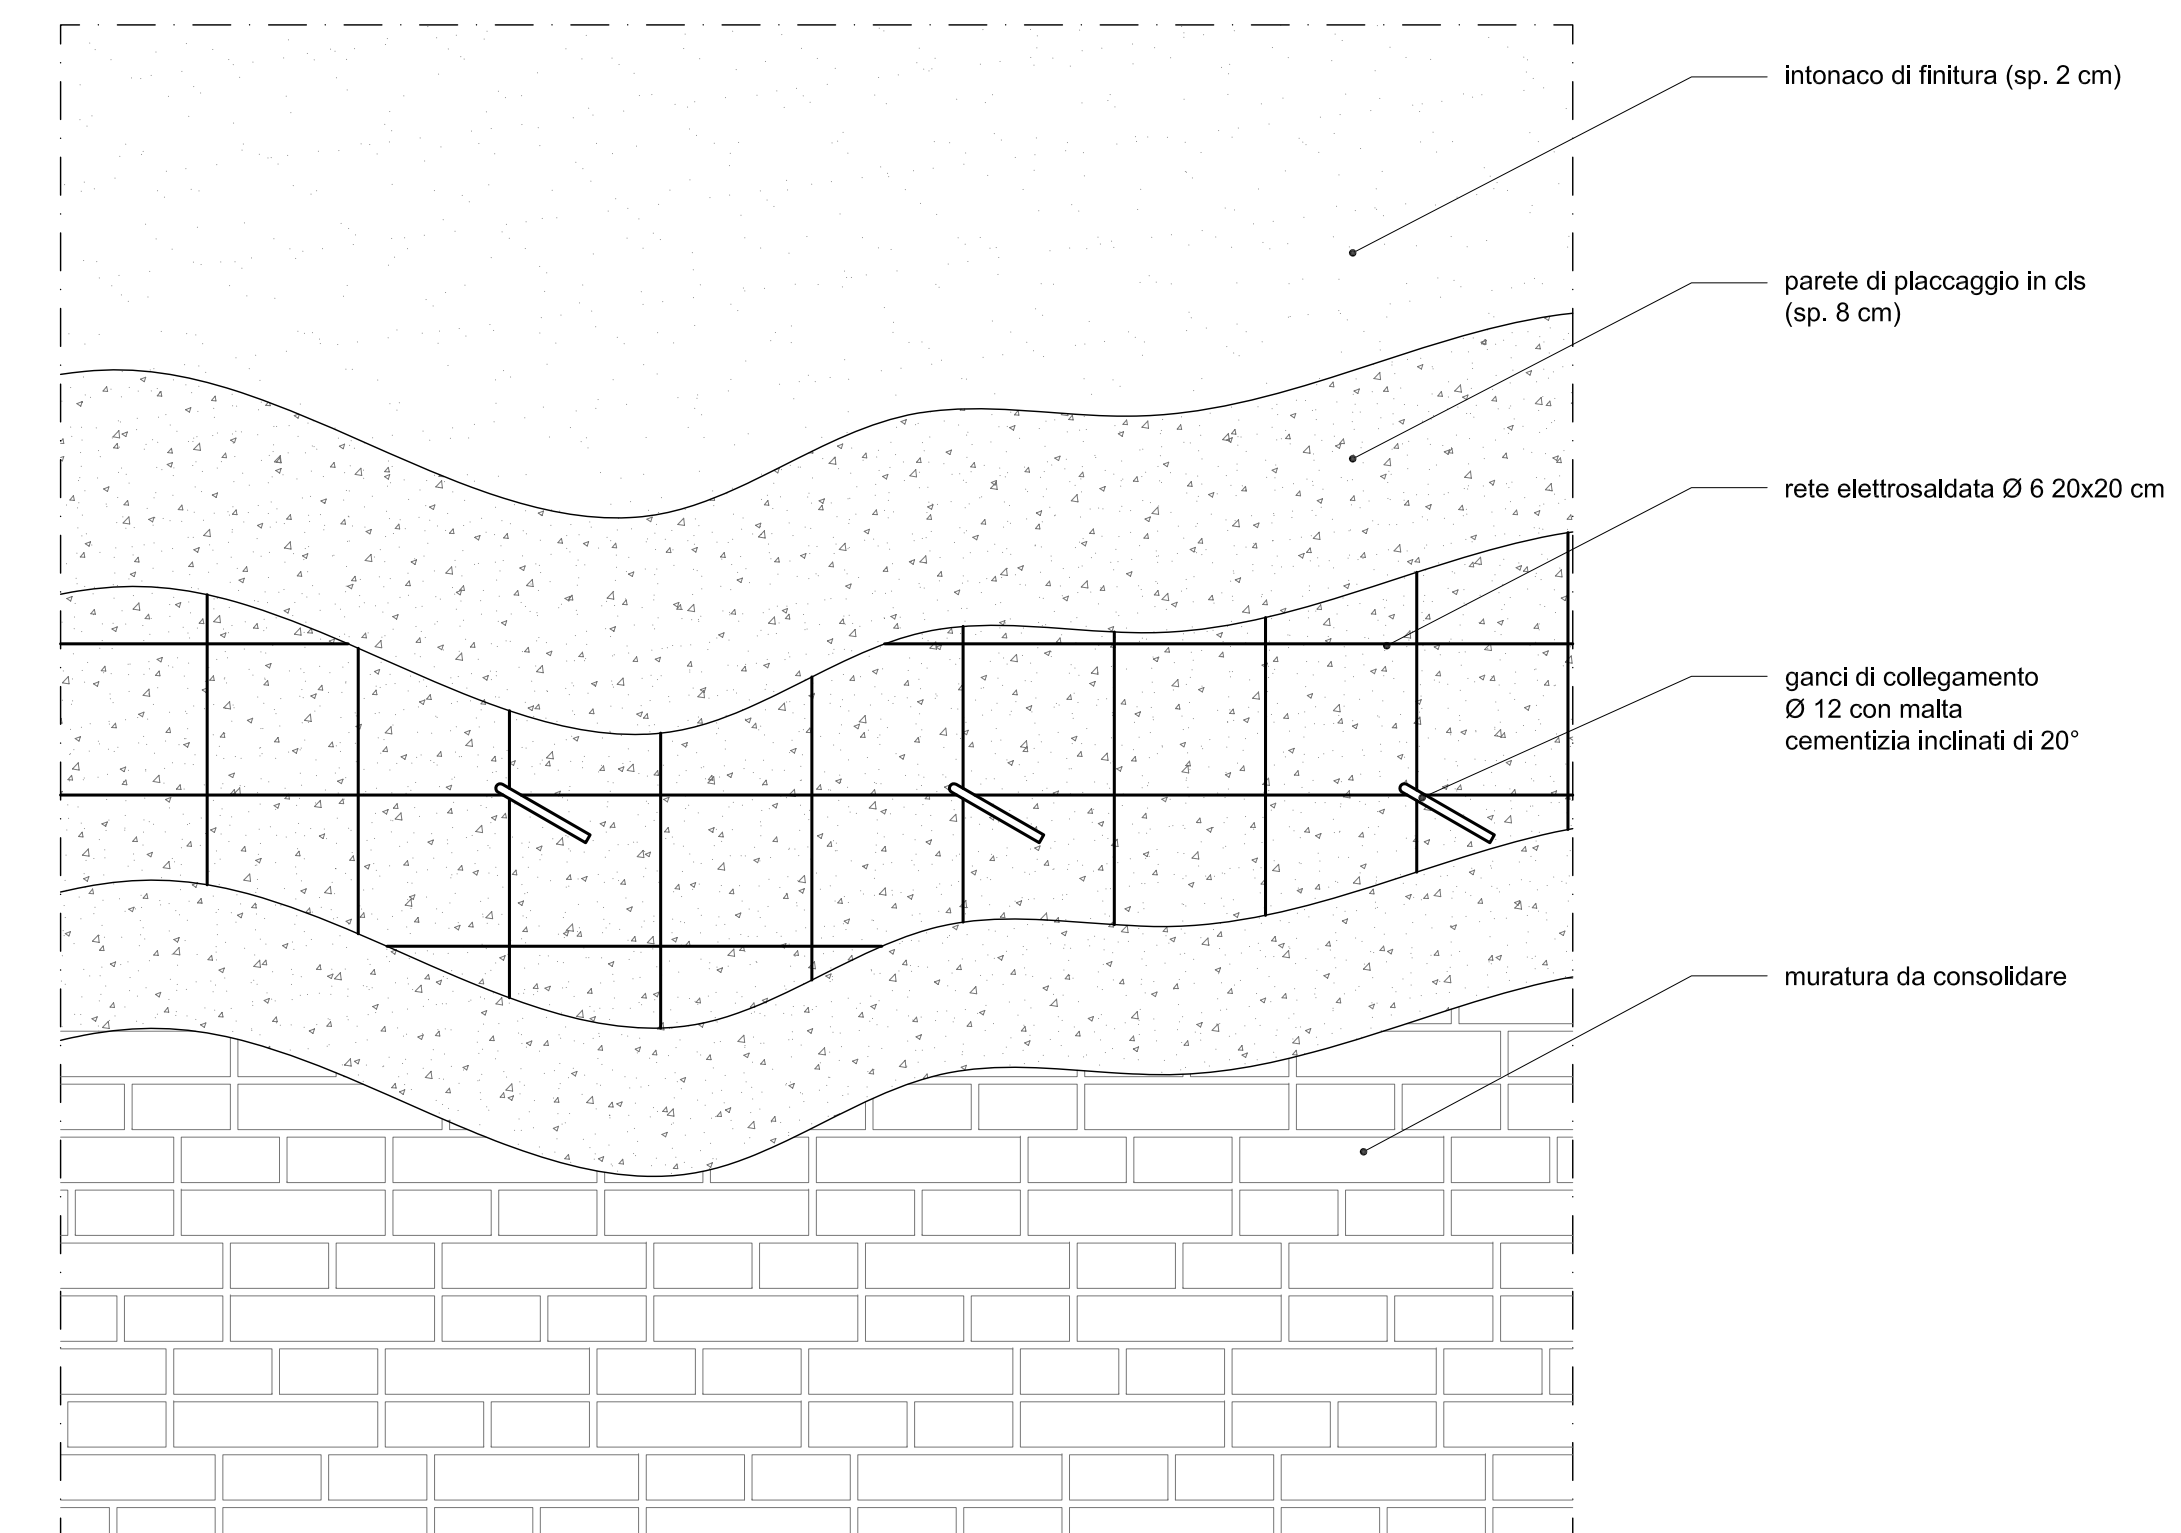 intonaco di finitura (sp. 2 cm)
parete di placcaggio in cls
(sp. 8 cm)
rete elettrosaldata Ø 6 20x20 cm
ganci di collegamento
Ø 12 con malta
cementizia inclinati di 20°
muratura da consolidare